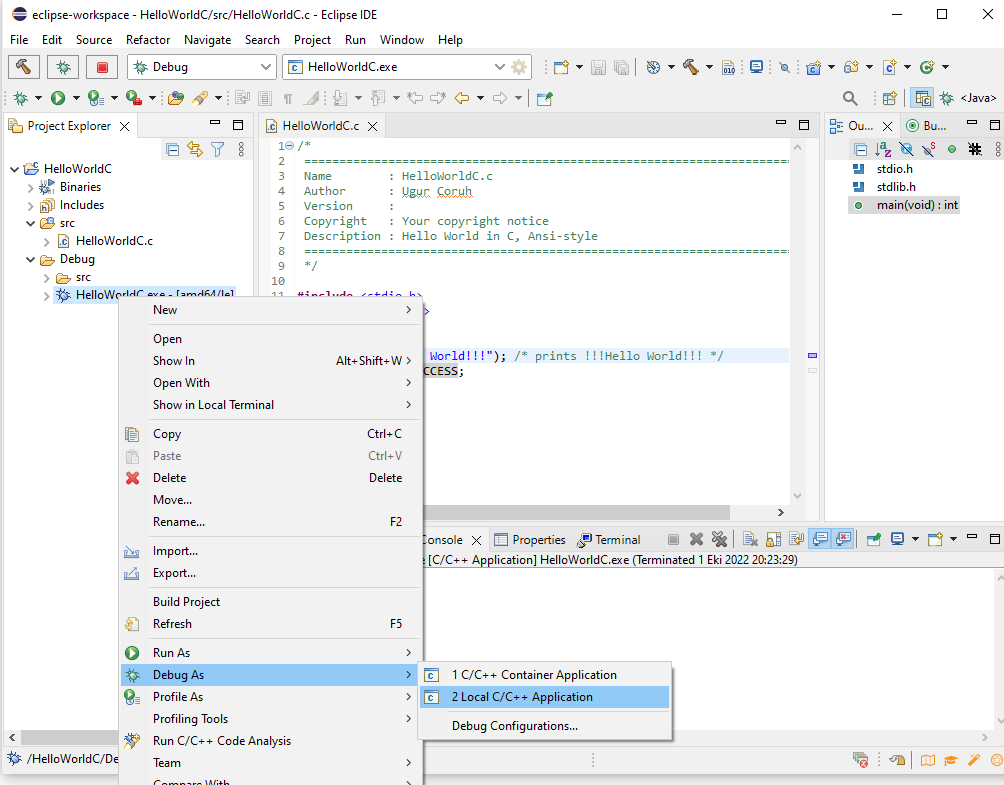 eclipse-workspace - HelloWorldC/src/HelloWorldC.c - Eclipse IDE
File Edit Source Refactor Navigate Search Project Run Window Help
Debug
HelloWorldC.exe
<Java>
Project Explorer
HelloWorldC
Binaries
Includes
src
HelloWorldC.c
Debug
src
HelloWorldC.exe - [amd64/le]
HelloWorldC.c
1 /*
2 ============================================================================
3 Name : HelloWorldC.c
4 Author : Ugur Coruh
5 Version :
6 Copyright : Your copyright notice
7 Description : Hello World in C, Ansi-style
8 ============================================================================
9 */
10
11 #include <stdio.h>
>
World!!!"); /* prints !!!Hello World!!! */
CCESS;
Ou...
Bu...
stdio.h
stdlib.h
main(void) : int
New
Open
Show In Alt+Shift+W
Open With
Show in Local Terminal
Copy Ctrl+C
Paste Ctrl+V
Delete Delete
Move...
Rename... F2
Import...
Export...
Build Project
Refresh F5
Run As
Debug As
Profile As
Profiling Tools
Run C/C++ Code Analysis
Team
Compare With
1 C/C++ Container Application
2 Local C/C++ Application
Debug Configurations...
Console
Properties
Terminal
[C/C++ Application] HelloWorldC.exe (Terminated 1 Eki 2022 20:23:29)
/HelloWorldC/De